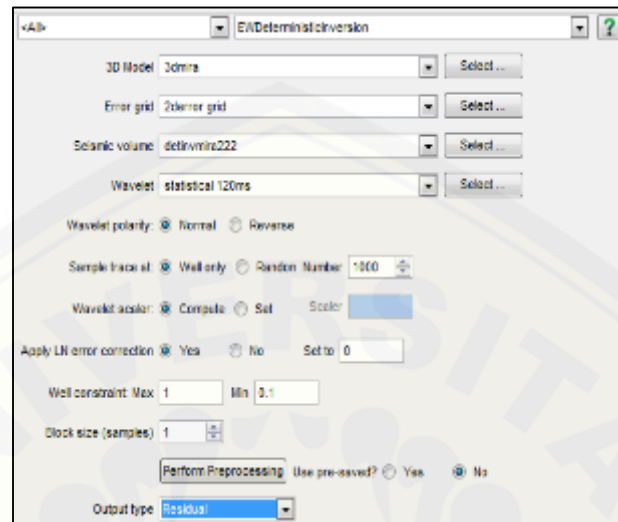 <All> EWDeterministicInversion ?
3D Model 3dmira Select ...
Error grid 2derror grid Select ...
Seismic volume detinvmira222 Select ...
Wavelet statistical 120ms Select ...
Wavelet polarity: Normal Reverse
Sample trace at: Well only Random Number 1000
Wavelet scaler: Compute Set Scaler
Apply LN error correction Yes No Set to 0
Well constraint: Max 1 Min 0.1
Block size (samples) 1
Perform Preprocessing Use pre-saved? Yes No
Output type Residual